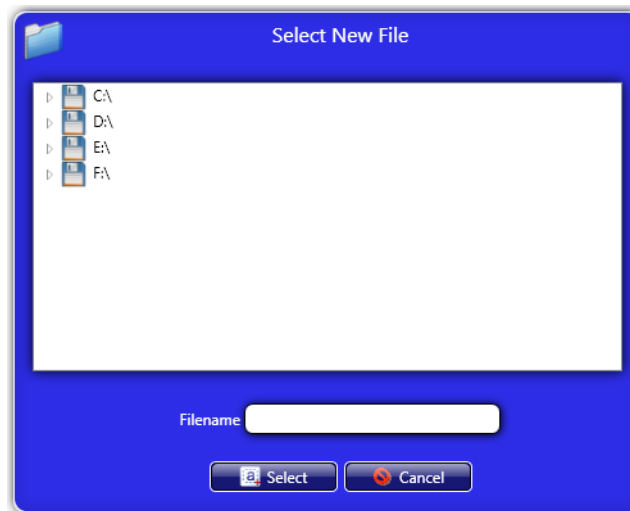 Select New File
C:\
D:\
E:\
F:\
Filename
a Select
Cancel